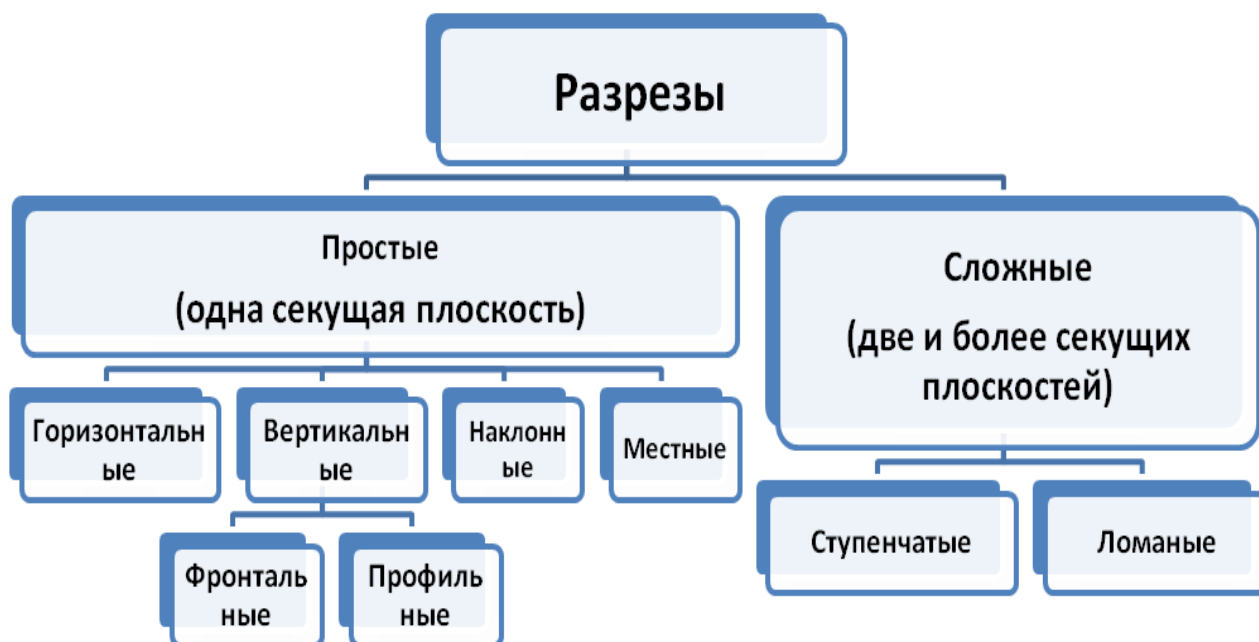 Разрезы
Простые
(одна секущая плоскость)
Сложные
(две и более секущих
плоскостей)
Горизонтальн
ые
Вертикальн
ые
Наклонн
ые
Местные
Фронталь
ные
Профиль
ные
Ступенчатые
Ломаные